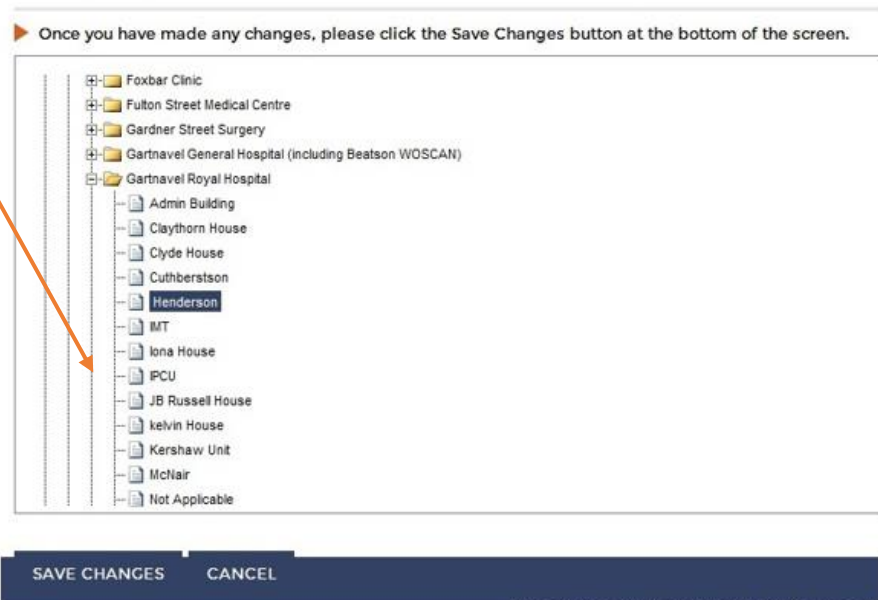 Once you have made any changes, please click the Save Changes button at the bottom of the screen.
Foxbar Clinic
Fulton Street Medical Centre
Gardner Street Surgery
Gartnavel General Hospital (including Beatson WOSCAN)
Gartnavel Royal Hospital
Admin Building
Claythorn House
Clyde House
Cuthberstson
Henderson
IMT
Iona House
IPCU
JB Russell House
kelvin House
Kershaw Unit
McNair
Not Applicable
SAVE CHANGES CANCEL